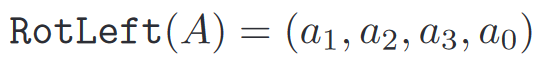 RotLeft(A) = (a₁, a₂, a₃, a₀)